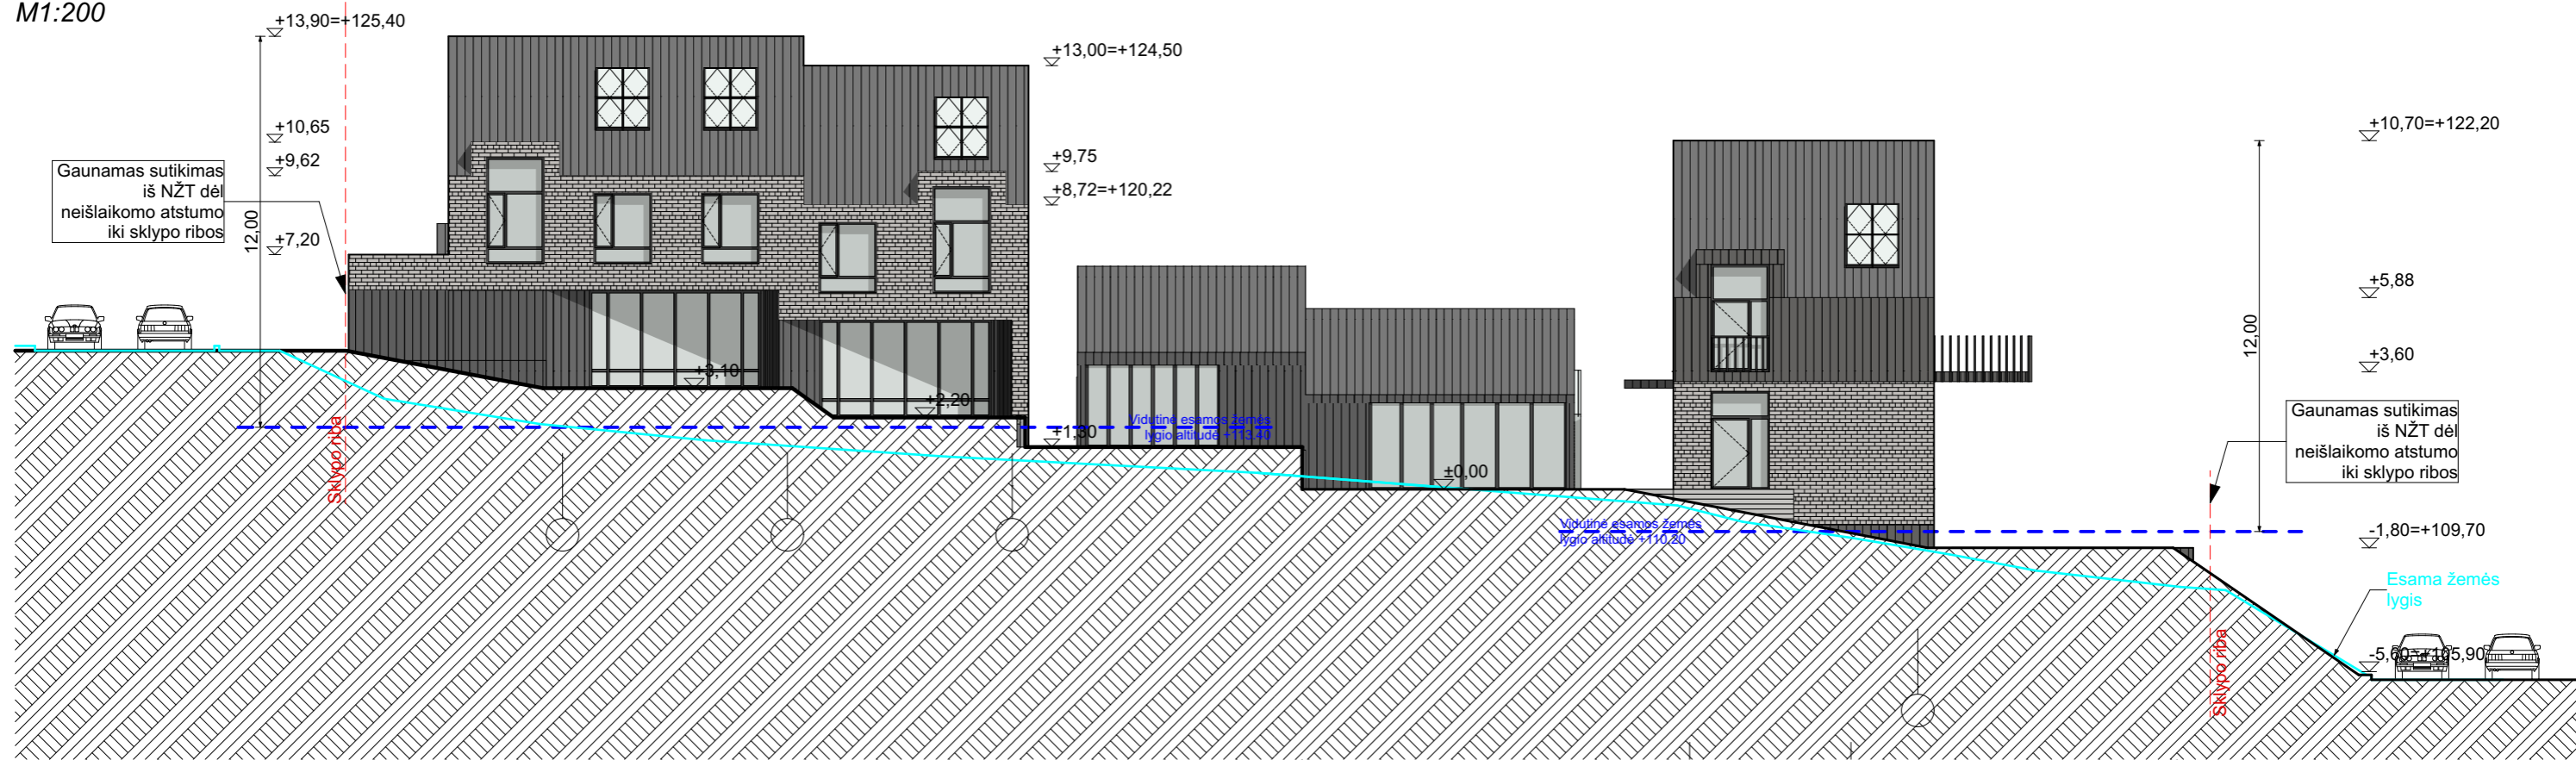 M1:200
+13,90=+125,40
+10,65
+9,62
Gaunamas sutikimas
iš NŽT dėl
neišlaikomo atstumo
iki sklypo ribos
12,00
+7,20
Sklypo riba
+13,00=+124,50
+9,75
+8,72=+120,22
+3,10
+2,20
+1,30
Vidutinė esamos žemės
lygio altitudė +113,40
±0,00
Vidutinė esamos žemės
lygio altitudė +110,20
+10,70=+122,20
+5,88
12,00
+3,60
Gaunamas sutikimas
iš NŽT dėl
neišlaikomo atstumo
iki sklypo ribos
-1,80=+109,70
Esama žemės
lygis
-5,60=+105,90
Sklypo riba